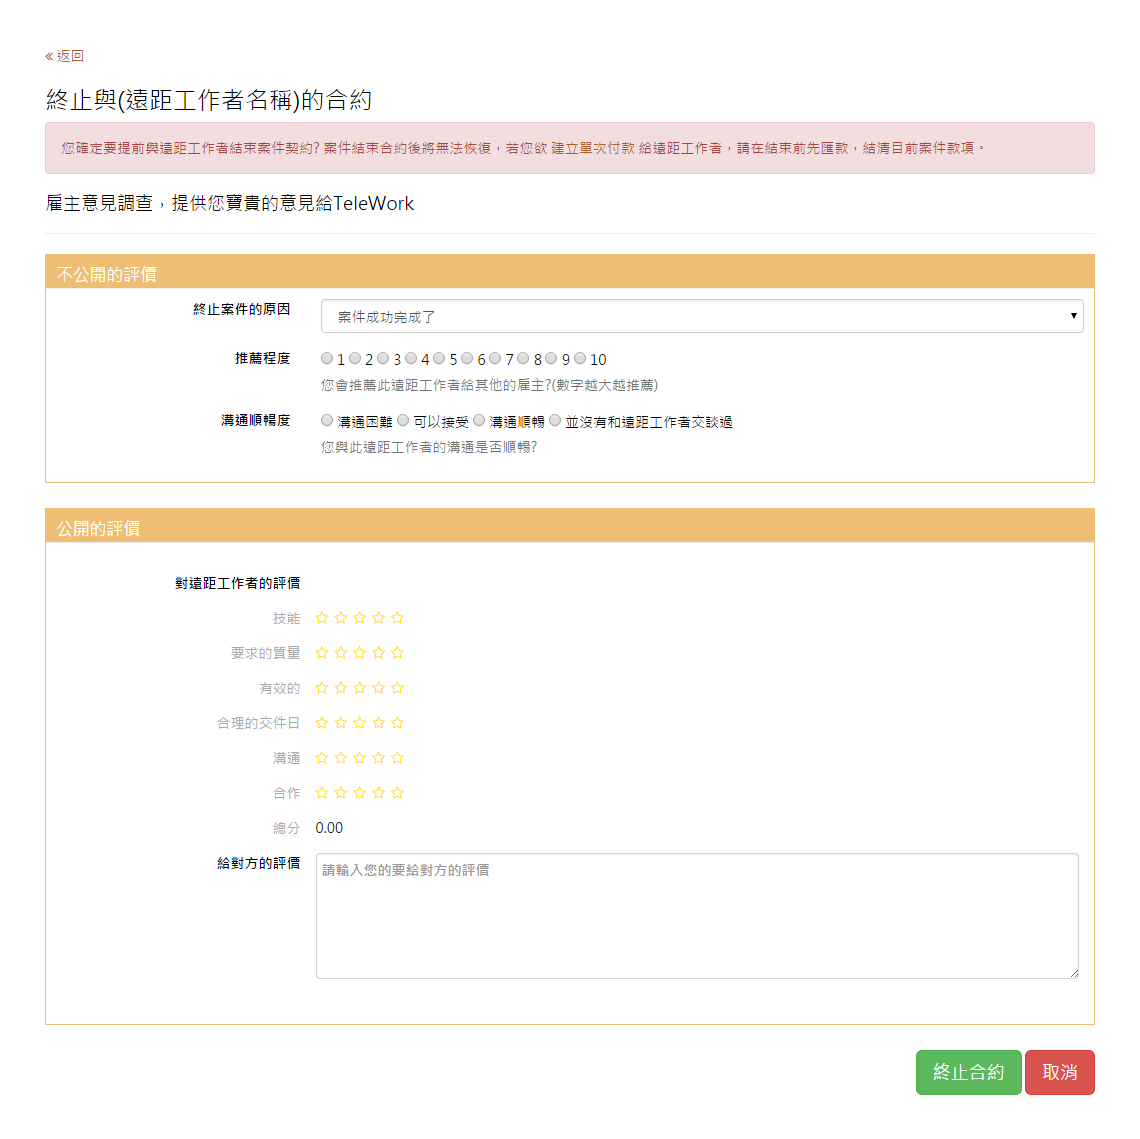 « 返回
終止與(遠距工作者名稱)的合約
您確定要提前與遠距工作者結束案件契約? 案件結束合約後將無法恢復，若您欲 建立單次付款 給遠距工作者，請在結束前先匯款，結清目前案件款項。
雇主意見調查，提供您寶貴的意見給TeleWork
不公開的評價
終止案件的原因 案件成功完成了
推薦程度 1 2 3 4 5 6 7 8 9 10
您會推薦此遠距工作者給其他的雇主?(數字越大越推薦)
溝通順暢度 溝通困難 可以接受 溝通順暢 並沒有和遠距工作者交談過
您與此遠距工作者的溝通是否順暢?
公開的評價
對遠距工作者的評價
技能
要求的質量
有效的
合理的交件日
溝通
合作
總分 0.00
給對方的評價 請輸入您的要給對方的評價
終止合約 取消